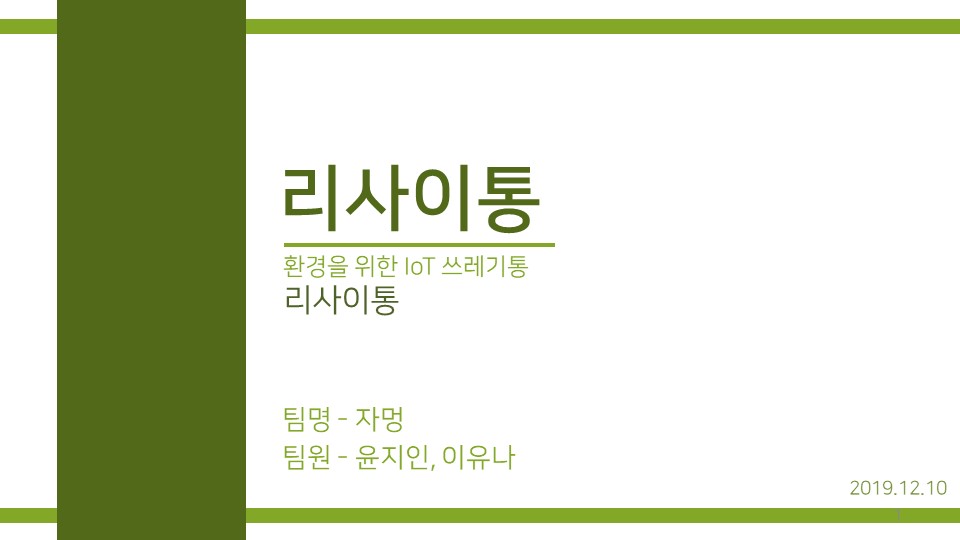 리사이통
환경을 위한 IoT 쓰레기통
리사이통
팀명 - 자멍
팀원 - 윤지인, 이유나
2019.12.10